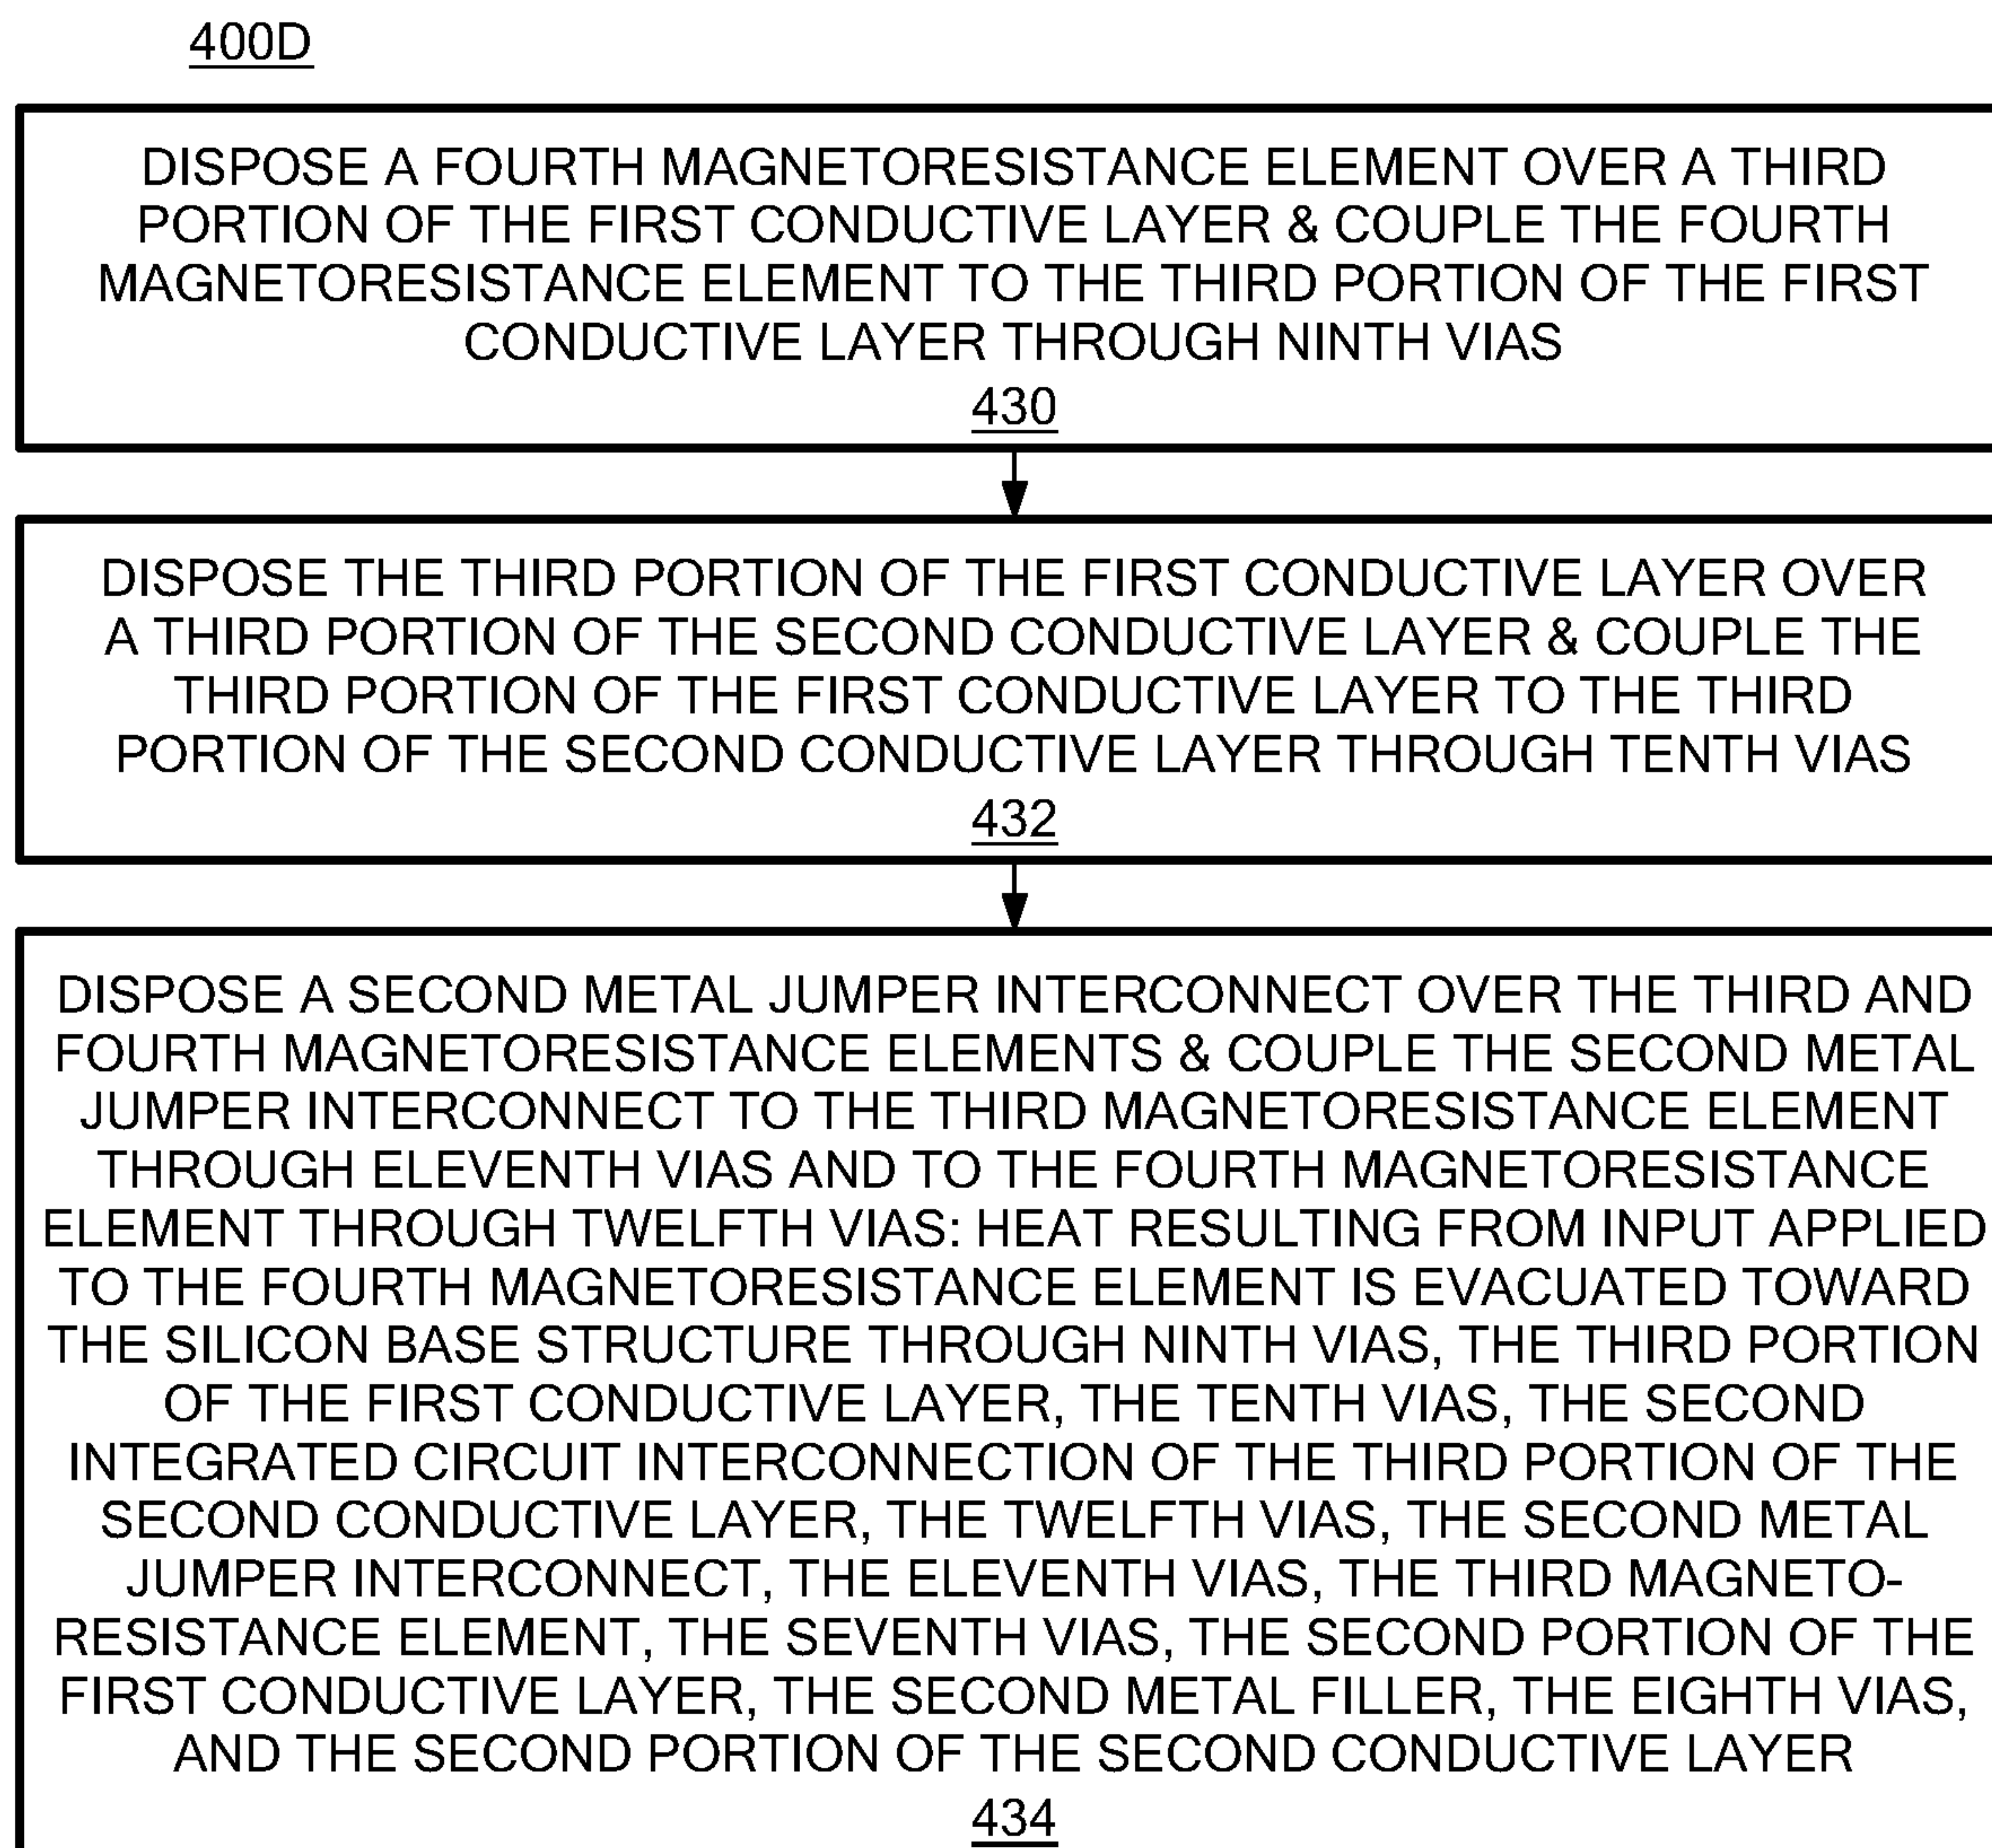 400D
DISPOSE A FOURTH MAGNETORESISTANCE ELEMENT OVER A THIRD
PORTION OF THE FIRST CONDUCTIVE LAYER & COUPLE THE FOURTH
MAGNETORESISTANCE ELEMENT TO THE THIRD PORTION OF THE FIRST
CONDUCTIVE LAYER THROUGH NINTH VIAS
430
DISPOSE THE THIRD PORTION OF THE FIRST CONDUCTIVE LAYER OVER
A THIRD PORTION OF THE SECOND CONDUCTIVE LAYER & COUPLE THE
THIRD PORTION OF THE FIRST CONDUCTIVE LAYER TO THE THIRD
PORTION OF THE SECOND CONDUCTIVE LAYER THROUGH TENTH VIAS
432
DISPOSE A SECOND METAL JUMPER INTERCONNECT OVER THE THIRD AND
FOURTH MAGNETORESISTANCE ELEMENTS & COUPLE THE SECOND METAL
JUMPER INTERCONNECT TO THE THIRD MAGNETORESISTANCE ELEMENT
THROUGH ELEVENTH VIAS AND TO THE FOURTH MAGNETORESISTANCE
ELEMENT THROUGH TWELFTH VIAS: HEAT RESULTING FROM INPUT APPLIED
TO THE FOURTH MAGNETORESISTANCE ELEMENT IS EVACUATED TOWARD
THE SILICON BASE STRUCTURE THROUGH NINTH VIAS, THE THIRD PORTION
OF THE FIRST CONDUCTIVE LAYER, THE TENTH VIAS, THE SECOND
INTEGRATED CIRCUIT INTERCONNECTION OF THE THIRD PORTION OF THE
SECOND CONDUCTIVE LAYER, THE TWELFTH VIAS, THE SECOND METAL
JUMPER INTERCONNECT, THE ELEVENTH VIAS, THE THIRD MAGNETO-
RESISTANCE ELEMENT, THE SEVENTH VIAS, THE SECOND PORTION OF THE
FIRST CONDUCTIVE LAYER, THE SECOND METAL FILLER, THE EIGHTH VIAS,
AND THE SECOND PORTION OF THE SECOND CONDUCTIVE LAYER
434